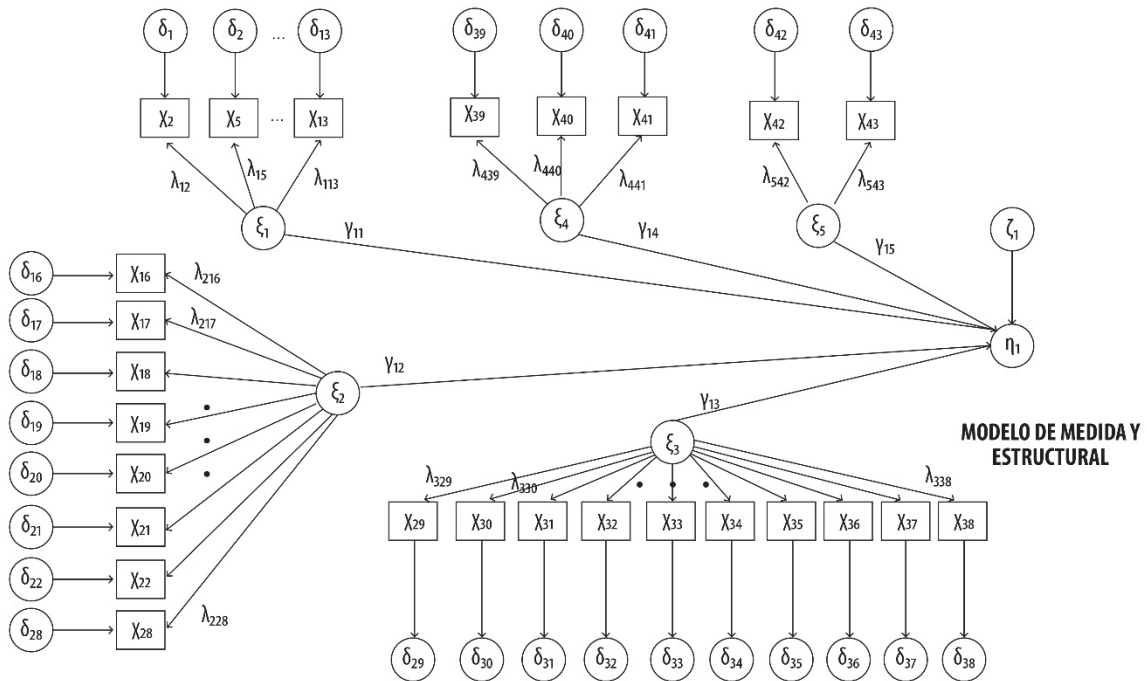 δ1 δ2 ... δ13 δ39 δ40 δ41 δ42 δ43
χ2 χ5 ... χ13 χ39 χ40 χ41 χ42 χ43
λ12 λ15 λ113 λ439 λ440 λ441 λ542 λ543
ξ1 ξ4 ξ5 ζ1
γ11 γ14 γ15
δ16 χ16 λ216
δ17 χ17 λ217
η1
δ18 χ18
γ12
ξ2
δ19 χ19
γ13
ξ3
MODELO DE MEDIDA Y
ESTRUCTURAL
δ20 χ20
λ329 λ330 λ338
δ21 χ21
χ29 χ30 χ31 χ32 χ33 χ34 χ35 χ36 χ37 χ38
δ22 χ22
λ228
δ28 χ28
δ29 δ30 δ31 δ32 δ33 δ34 δ35 δ36 δ37 δ38